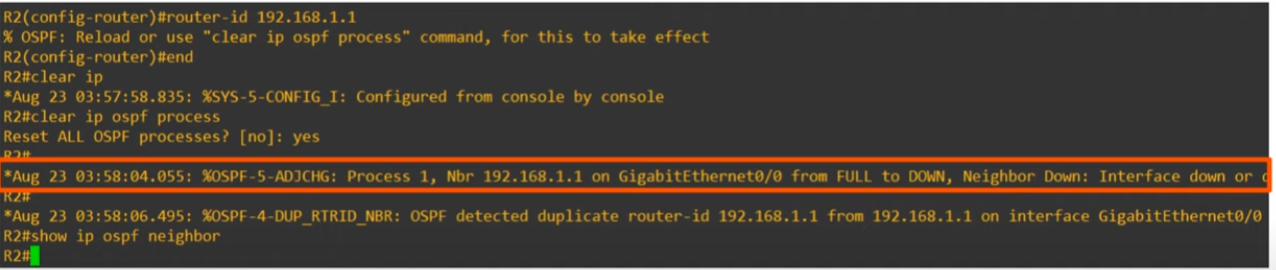 R2(config-router)#router-id 192.168.1.1
% OSPF: Reload or use "clear ip ospf process" command, for this to take effect
R2(config-router)#end
R2#clear ip
*Aug 23 03:57:58.835: %SYS-5-CONFIG_I: Configured from console by console
R2#clear ip ospf process
Reset ALL OSPF processes? [no]: yes
R2#
*Aug 23 03:58:04.055: %OSPF-5-ADJCHG: Process 1, Nbr 192.168.1.1 on GigabitEthernet0/0 from FULL to DOWN, Neighbor Down: Interface down or
R2#
*Aug 23 03:58:06.495: %OSPF-4-DUP_RTRID_NBR: OSPF detected duplicate router-id 192.168.1.1 from 192.168.1.1 on interface GigabitEthernet0/0
R2#show ip ospf neighbor
R2#